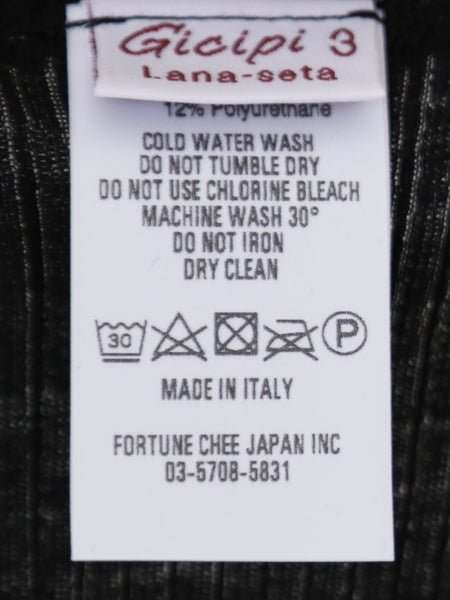 Gicipi 3
Lana-seta
12% Polyurethane
COLD WATER WASH
DO NOT TUMBLE DRY
DO NOT USE CHLORINE BLEACH
MACHINE WASH 30°
DO NOT IRON
DRY CLEAN
30 P
MADE IN ITALY
FORTUNE CHEE JAPAN INC
03-5708-5831